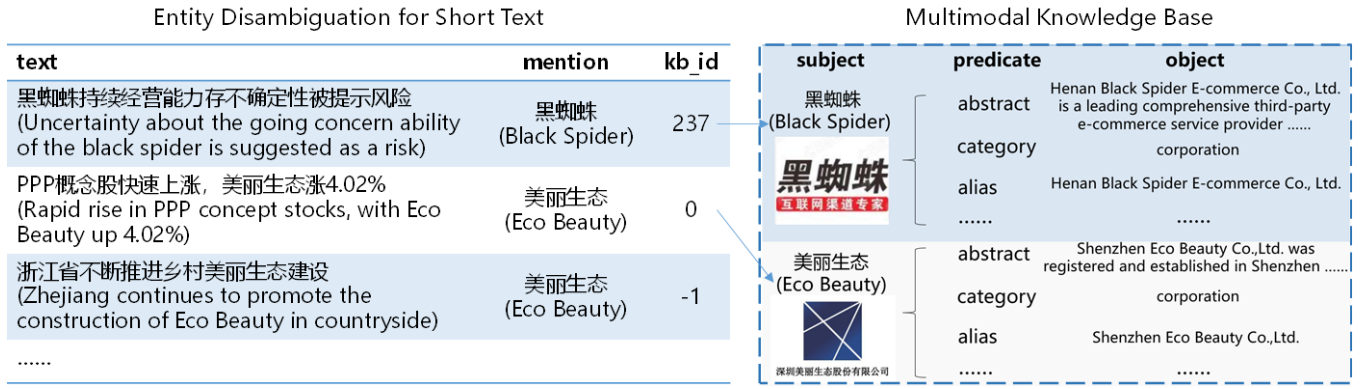 Entity Disambiguation for Short Text
text mention kb_id
黑蜘蛛持续经营能力存不确定性被提示风险
(Uncertainty about the going concern ability
of the black spider is suggested as a risk)
黑蜘蛛
(Black Spider)
237
PPP概念股快速上涨，美丽生态涨4.02%
(Rapid rise in PPP concept stocks, with Eco
Beauty up 4.02%)
美丽生态
(Eco Beauty)
0
浙江省不断推进乡村美丽生态建设
(Zhejiang continues to promote the
construction of Eco Beauty in countryside)
美丽生态
(Eco Beauty)
-1
......
Multimodal Knowledge Base
subject predicate object
黑蜘蛛
(Black Spider)
黑蜘蛛
互联网渠道专家
abstract
Henan Black Spider E-commerce Co., Ltd.
is a leading comprehensive third-party
e-commerce service provider ......
category
corporation
alias
Henan Black Spider E-commerce Co., Ltd.
......
......
美丽生态
(Eco Beauty)
深圳美丽生态股份有限公司
abstract
Shenzhen Eco Beauty Co.,Ltd. was
registered and established in Shenzhen ......
category
corporation
alias
Shenzhen Eco Beauty Co.,Ltd.
......
......